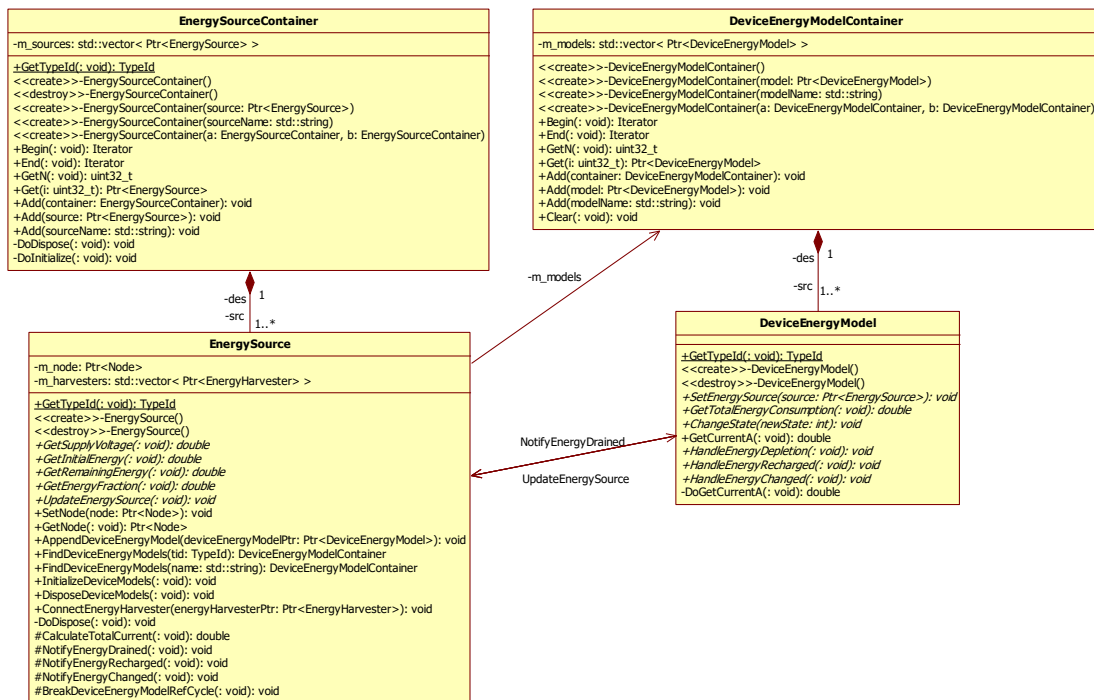 EnergySourceContainer
-m_sources: std::vector< Ptr<EnergySource> >
+GetTypeId(: void): TypeId
<<create>>-EnergySourceContainer()
<<destroy>>-EnergySourceContainer()
<<create>>-EnergySourceContainer(source: Ptr<EnergySource>)
<<create>>-EnergySourceContainer(sourceName: std::string)
<<create>>-EnergySourceContainer(a: EnergySourceContainer, b: EnergySourceContainer)
+Begin(: void): Iterator
+End(: void): Iterator
+GetN(: void): uint32_t
+Get(i: uint32_t): Ptr<EnergySource>
+Add(container: EnergySourceContainer): void
+Add(source: Ptr<EnergySource>): void
+Add(sourceName: std::string): void
-DoDispose(: void): void
-DoInitialize(: void): void
DeviceEnergyModelContainer
-m_models: std::vector< Ptr<DeviceEnergyModel> >
<<create>>-DeviceEnergyModelContainer()
<<create>>-DeviceEnergyModelContainer(model: Ptr<DeviceEnergyModel>)
<<create>>-DeviceEnergyModelContainer(modelName: std::string)
<<create>>-DeviceEnergyModelContainer(a: DeviceEnergyModelContainer, b: DeviceEnergyModelContainer)
+Begin(: void): Iterator
+End(: void): Iterator
+GetN(: void): uint32_t
+Get(i: uint32_t): Ptr<DeviceEnergyModel>
+Add(container: DeviceEnergyModelContainer): void
+Add(model: Ptr<DeviceEnergyModel>): void
+Add(modelName: std::string): void
+Clear(: void): void
-des
1
-src
1..*
-m_models
-des
1
-src
1..*
EnergySource
-m_node: Ptr<Node>
-m_harvesters: std::vector< Ptr<EnergyHarvester> >
+GetTypeId(: void): TypeId
<<create>>-EnergySource()
<<destroy>>-EnergySource()
+GetSupplyVoltage(: void): double
+GetInitialEnergy(: void): double
+GetRemainingEnergy(: void): double
+GetEnergyFraction(: void): double
+UpdateEnergySource(: void): void
+SetNode(node: Ptr<Node>): void
+GetNode(: void): Ptr<Node>
+AppendDeviceEnergyModel(deviceEnergyModelPtr: Ptr<DeviceEnergyModel>): void
+FindDeviceEnergyModels(tid: TypeId): DeviceEnergyModelContainer
+FindDeviceEnergyModels(name: std::string): DeviceEnergyModelContainer
+InitializeDeviceModels(: void): void
+DisposeDeviceModels(: void): void
+ConnectEnergyHarvester(energyHarvesterPtr: Ptr<EnergyHarvester>): void
-DoDispose(: void): void
#CalculateTotalCurrent(: void): double
#NotifyEnergyDrained(: void): void
#NotifyEnergyRecharged(: void): void
#NotifyEnergyChanged(: void): void
#BreakDeviceEnergyModelRefCycle(: void): void
NotifyEnergyDrained
UpdateEnergySource
DeviceEnergyModel
+GetTypeId(: void): TypeId
<<create>>-DeviceEnergyModel()
<<destroy>>-DeviceEnergyModel()
+SetEnergySource(source: Ptr<EnergySource>): void
+GetTotalEnergyConsumption(: void): double
+ChangeState(newState: int): void
+GetCurrentA(: void): double
+HandleEnergyDepletion(: void): void
+HandleEnergyRecharged(: void): void
+HandleEnergyChanged(: void): void
-DoGetCurrentA(: void): double